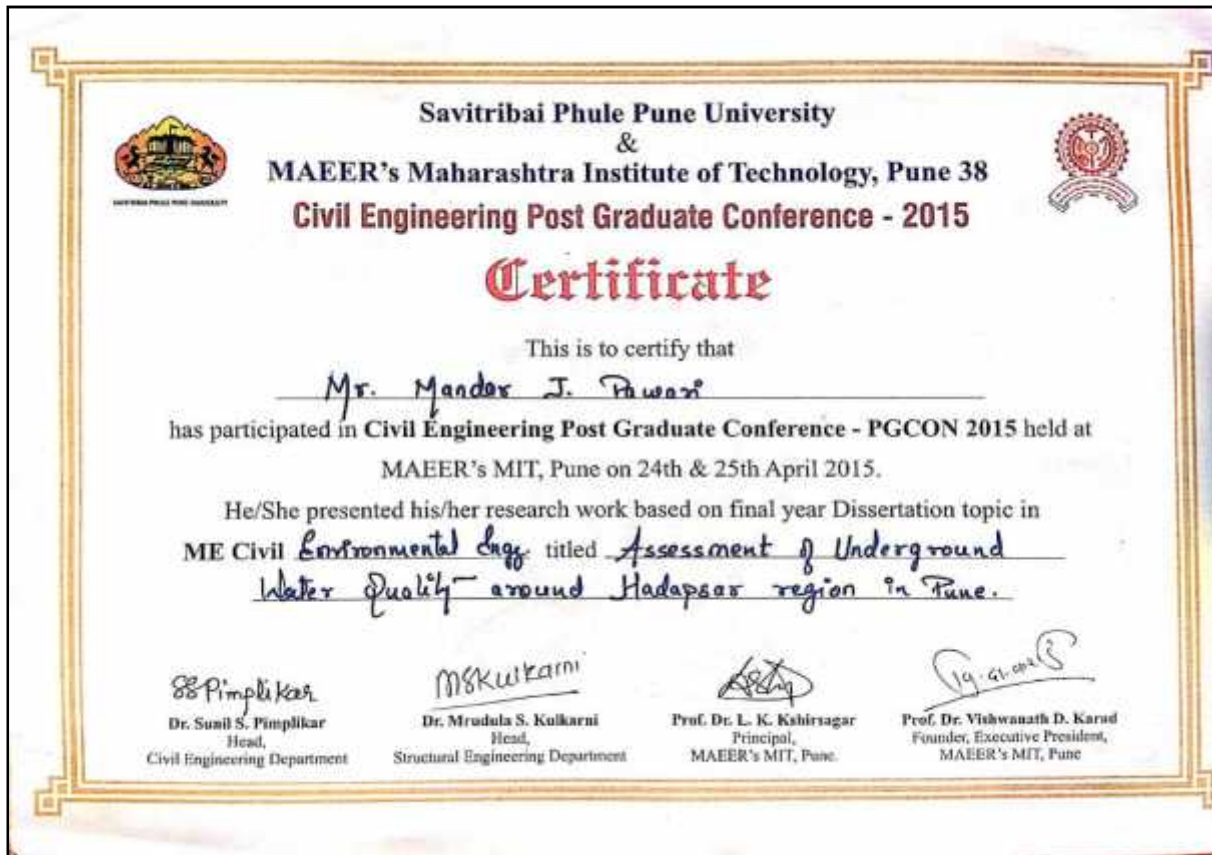 Savitribai Phule Pune University
&
MAEER's Maharashtra Institute of Technology, Pune 38
SAVITRIBAI PHULE PUNE UNIVERSITY
Civil Engineering Post Graduate Conference - 2015
Certificate
This is to certify that
Mr. Mandar J. Pawar
has participated in Civil Engineering Post Graduate Conference - PGCON 2015 held at
MAEER's MIT, Pune on 24th & 25th April 2015.
He/She presented his/her research work based on final year Dissertation topic in
ME Civil Environmental Engg. titled Assessment of Underground
Water Quality around Hadapsar region in Pune.
SSPimplikar MSKulkarni
Dr. Sunil S. Pimplikar Dr. Mrudula S. Kulkarni Prof. Dr. L. K. Kshirsagar Prof. Dr. Vishwanath D. Karad
Head, Head, Principal, Founder, Executive President,
Civil Engineering Department Structural Engineering Department MAEER's MIT, Pune. MAEER's MIT, Pune